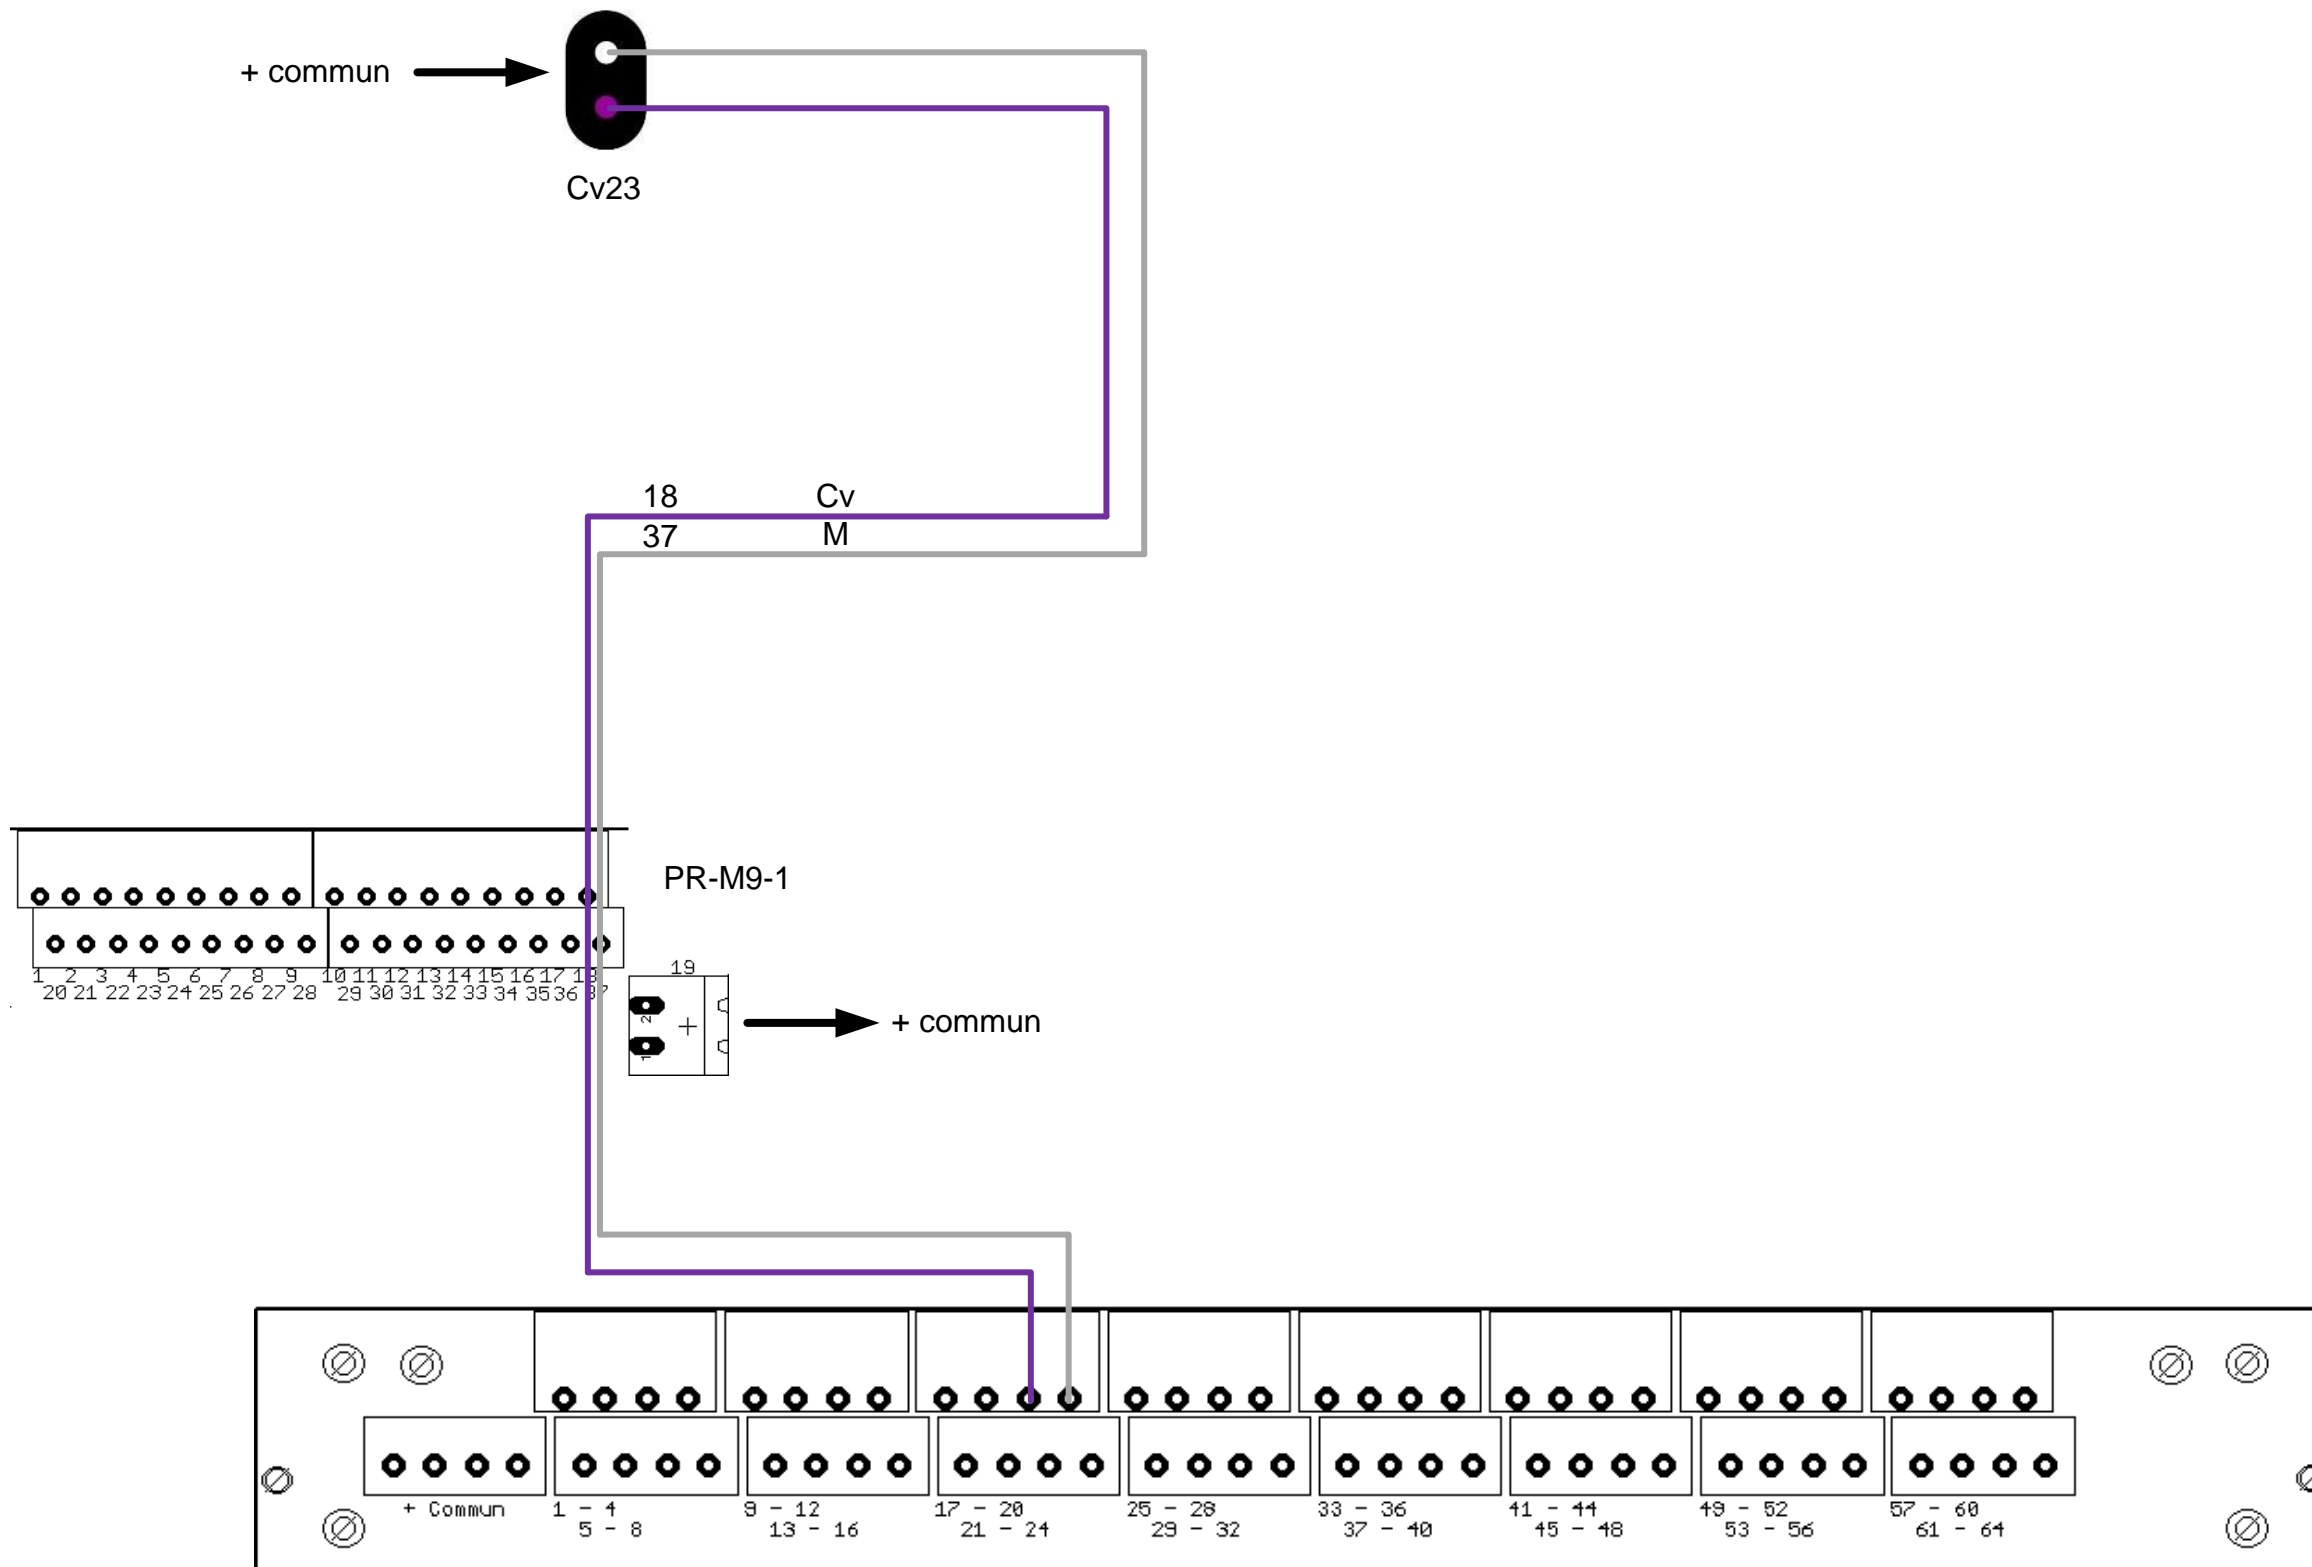 + commun
Cv23
18 Cv
37 M
PR-M9-1
1 2 3 4 5 6 7 8 9 10 11 12 13 14 15 16 17 18
20 21 22 23 24 25 26 27 28 29 30 31 32 33 34 35 36 37
19
2
+
1
+ commun
+ Commun
1 - 4 9 - 12 17 - 20 25 - 28 33 - 36 41 - 44 49 - 52 57 - 60
5 - 8 13 - 16 21 - 24 29 - 32 37 - 40 45 - 48 53 - 56 61 - 64